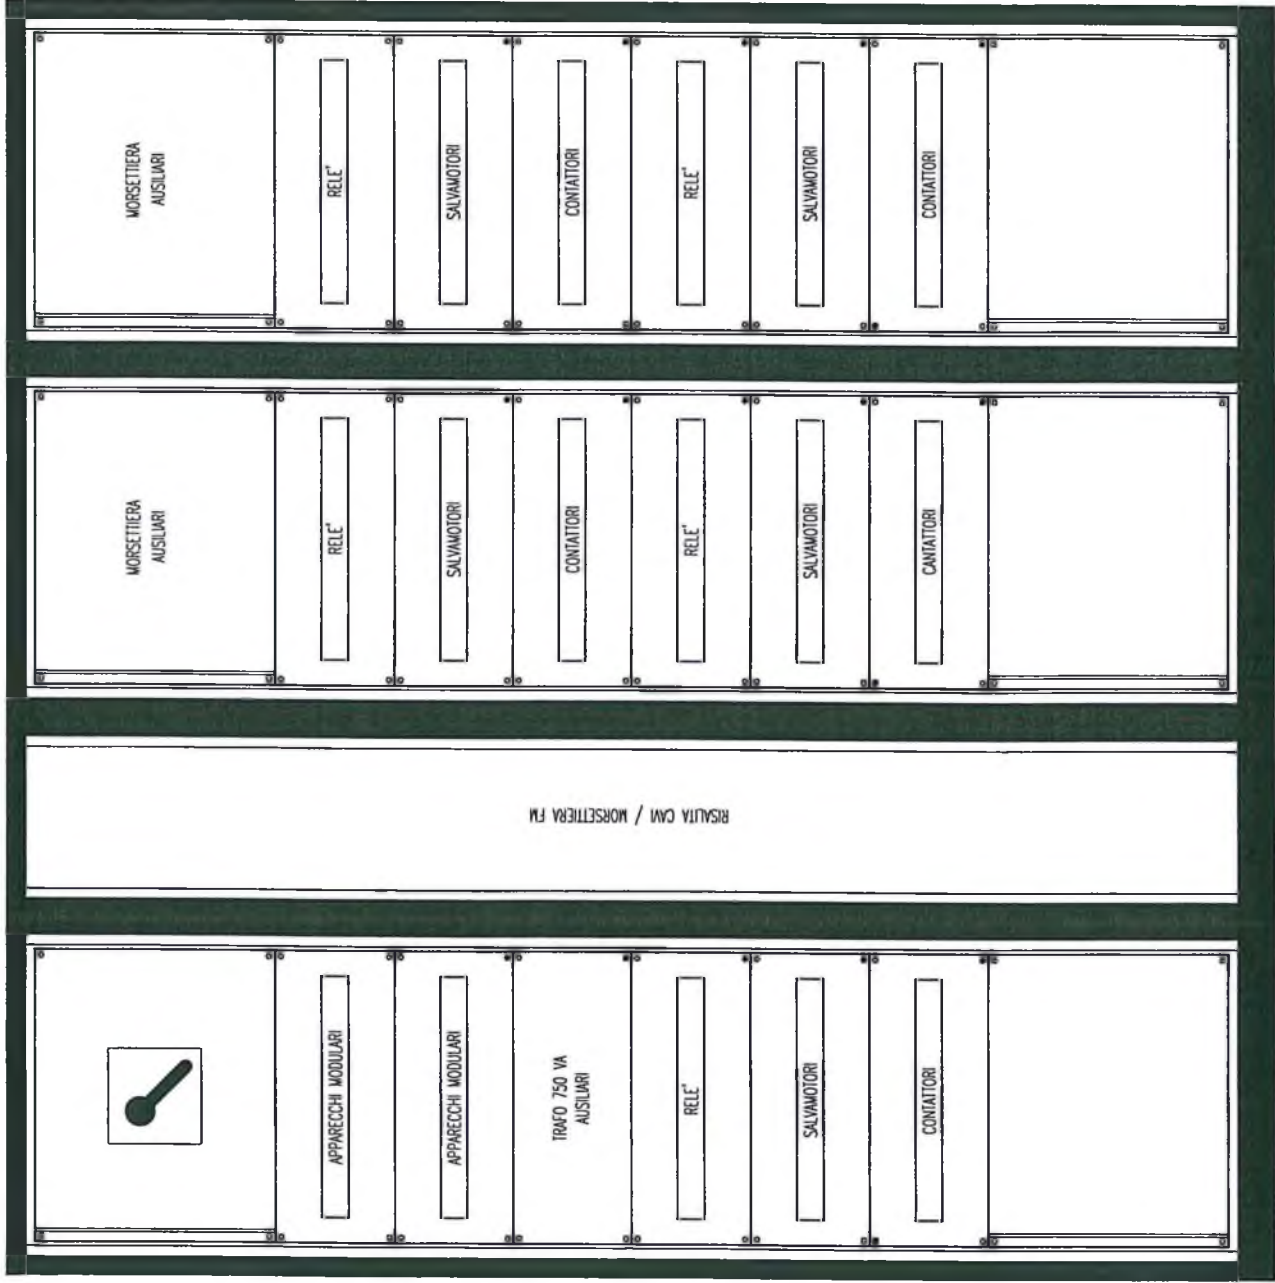 APPARECCHI MODULARI
APPARECCHI MODULARI
TRAFO 750 VA
AUSILIARI
RELE'
SALVAMOTORI
CONTATTORI
RISALITA CAVI / MORSETTIERA FM
MORSETTIERA
AUSILIARI
RELE'
SALVAMOTORI
CONTATTORI
RELE'
SALVAMOTORI
CANTATTORI
MORSETTIERA
AUSILIARI
RELE'
SALVAMOTORI
CONTATTORI
RELE'
SALVAMOTORI
CONTATTORI